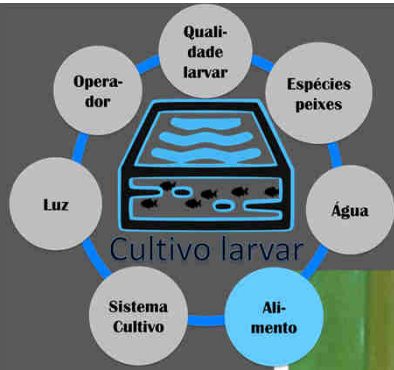 Quali-
dade
larvar
Espécies
peixes
Água
Ali-
mento
Sistema
Cultivo
Luz
Opera-
dor
Cultivo larvar